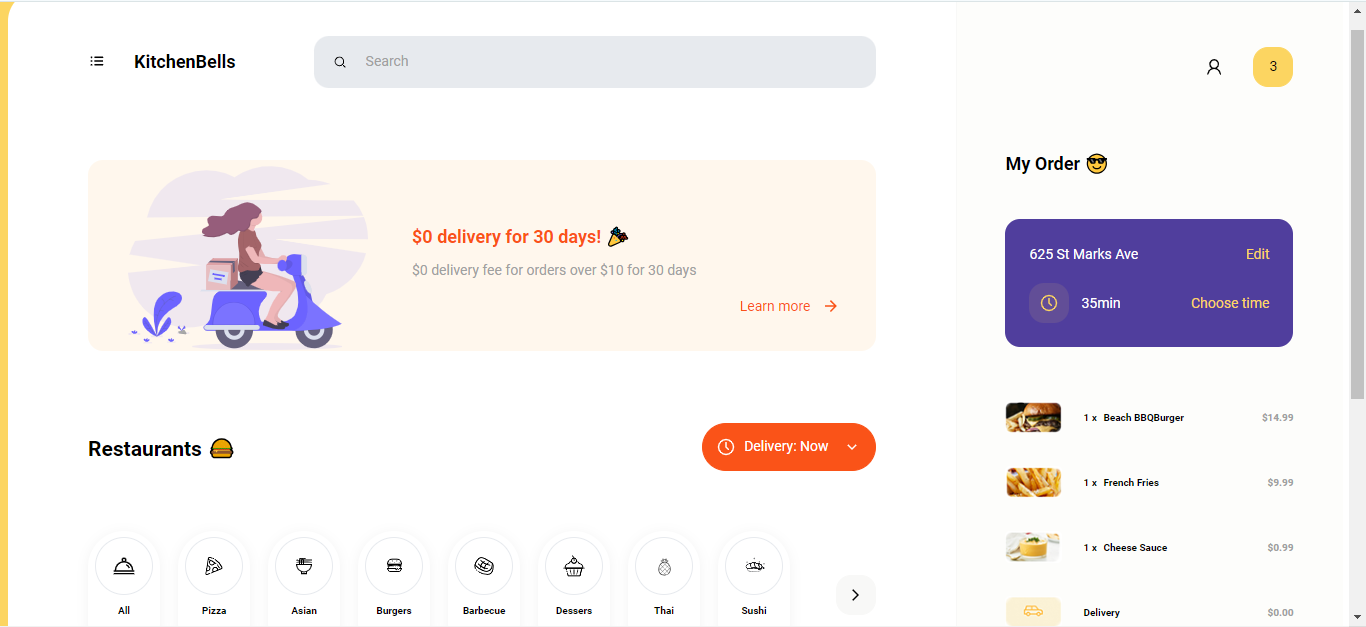 KitchenBells
Search
3
$0 delivery for 30 days!
$0 delivery fee for orders over $10 for 30 days
Learn more
Restaurants
Delivery: Now
All
Pizza
Asian
Burgers
Barbecue
Dessers
Thai
Sushi
My Order
625 St Marks Ave Edit
35min Choose time
1 x Beach BBQBurger $14.99
1 x French Fries $9.99
1 x Cheese Sauce $0.99
Delivery $0.00